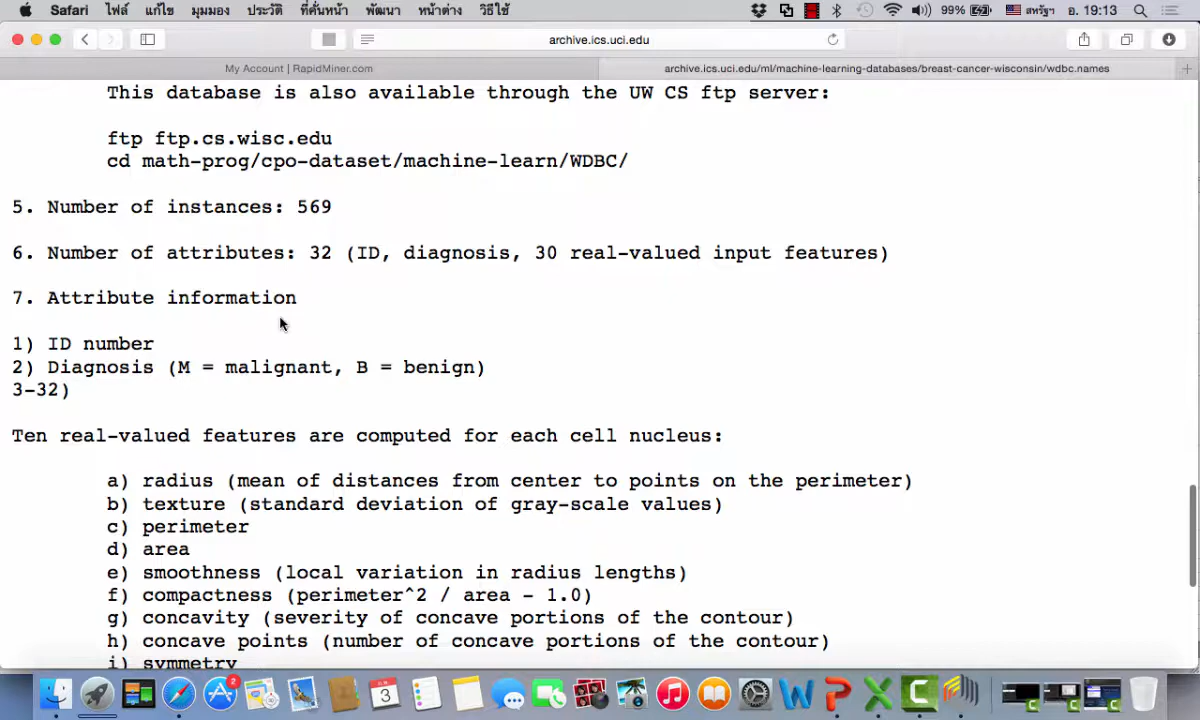 Safari ไฟล์ แก้ไข มุมมอง ประวัติ ที่คั่นหน้า พัฒนา หน้าต่าง วิธีใช้ 99% สหรัฐฯ อ. 19:13
archive.ics.uci.edu
My Account | RapidMiner.com archive.ics.uci.edu/ml/machine-learning-databases/breast-cancer-wisconsin/wdbc.names
This database is also available through the UW CS ftp server:
ftp ftp.cs.wisc.edu
cd math-prog/cpo-dataset/machine-learn/WDBC/
5. Number of instances: 569
6. Number of attributes: 32 (ID, diagnosis, 30 real-valued input features)
7. Attribute information
1) ID number
2) Diagnosis (M = malignant, B = benign)
3-32)
Ten real-valued features are computed for each cell nucleus:
a) radius (mean of distances from center to points on the perimeter)
b) texture (standard deviation of gray-scale values)
c) perimeter
d) area
e) smoothness (local variation in radius lengths)
f) compactness (perimeter^2 / area - 1.0)
g) concavity (severity of concave portions of the contour)
h) concave points (number of concave portions of the contour)
i) symmetry
2
3